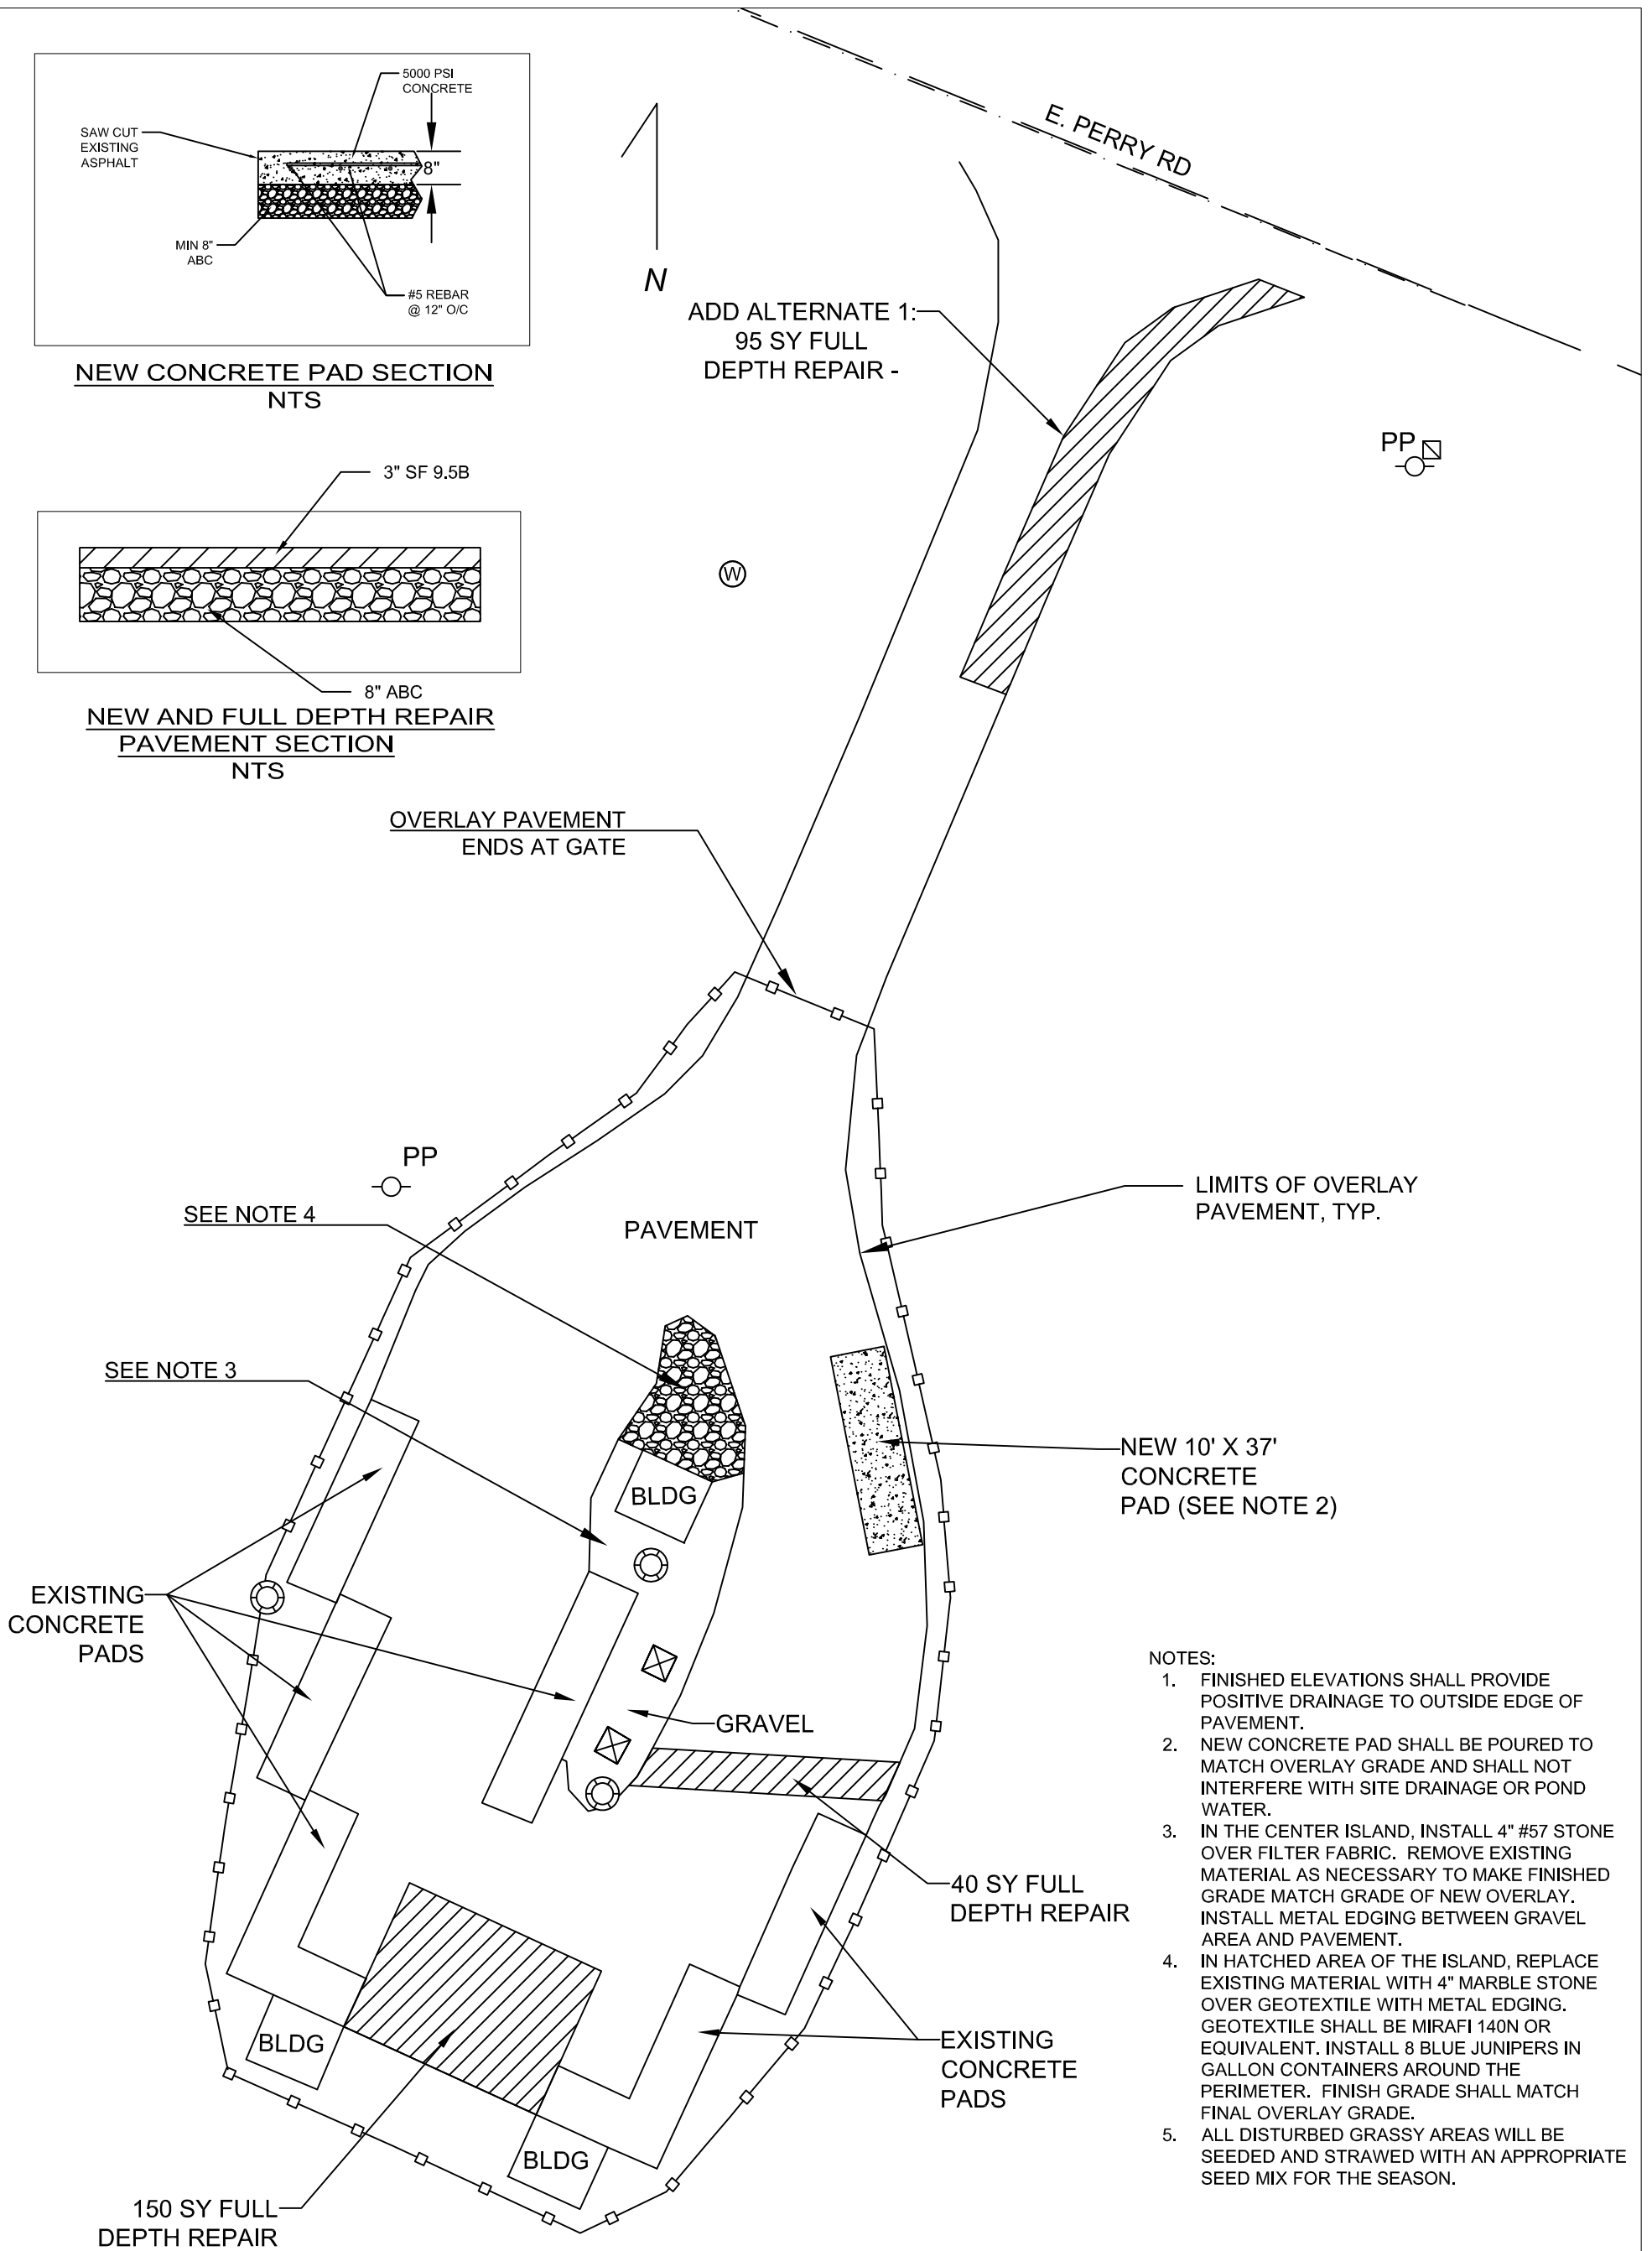 5000 PSI
CONCRETE
SAW CUT
EXISTING
ASPHALT
8"
MIN 8"
ABC
#5 REBAR
@ 12" O/C
NEW CONCRETE PAD SECTION
NTS
3" SF 9.5B
8" ABC
NEW AND FULL DEPTH REPAIR
PAVEMENT SECTION
NTS
N
E. PERRY RD
ADD ALTERNATE 1:
95 SY FULL
DEPTH REPAIR -
PP
W
OVERLAY PAVEMENT
ENDS AT GATE
PP
SEE NOTE 4
PAVEMENT
LIMITS OF OVERLAY
PAVEMENT, TYP.
SEE NOTE 3
BLDG
NEW 10' X 37'
CONCRETE
PAD (SEE NOTE 2)
EXISTING
CONCRETE
PADS
GRAVEL
40 SY FULL
DEPTH REPAIR
BLDG
EXISTING
CONCRETE
PADS
BLDG
150 SY FULL
DEPTH REPAIR
NOTES:
1. FINISHED ELEVATIONS SHALL PROVIDE
POSITIVE DRAINAGE TO OUTSIDE EDGE OF
PAVEMENT.
2. NEW CONCRETE PAD SHALL BE POURED TO
MATCH OVERLAY GRADE AND SHALL NOT
INTERFERE WITH SITE DRAINAGE OR POND
WATER.
3. IN THE CENTER ISLAND, INSTALL 4" #57 STONE
OVER FILTER FABRIC. REMOVE EXISTING
MATERIAL AS NECESSARY TO MAKE FINISHED
GRADE MATCH GRADE OF NEW OVERLAY.
INSTALL METAL EDGING BETWEEN GRAVEL
AREA AND PAVEMENT.
4. IN HATCHED AREA OF THE ISLAND, REPLACE
EXISTING MATERIAL WITH 4" MARBLE STONE
OVER GEOTEXTILE WITH METAL EDGING.
GEOTEXTILE SHALL BE MIRAFI 140N OR
EQUIVALENT. INSTALL 8 BLUE JUNIPERS IN
GALLON CONTAINERS AROUND THE
PERIMETER. FINISH GRADE SHALL MATCH
FINAL OVERLAY GRADE.
5. ALL DISTURBED GRASSY AREAS WILL BE
SEEDED AND STRAWED WITH AN APPROPRIATE
SEED MIX FOR THE SEASON.